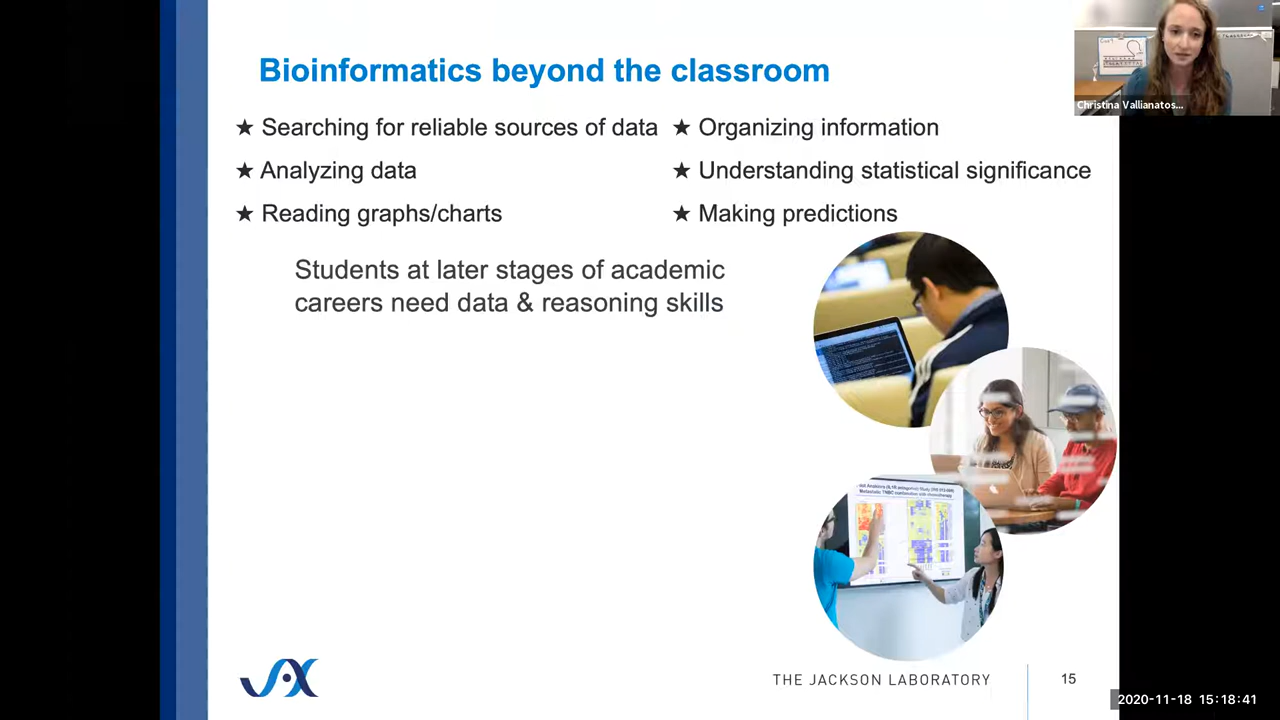 Bioinformatics beyond the classroom
★ Searching for reliable sources of data
★ Analyzing data
★ Reading graphs/charts
★ Organizing information
★ Understanding statistical significance
★ Making predictions
Students at later stages of academic
careers need data & reasoning skills
Christina Vallianatos...
THE JACKSON LABORATORY
15
2020-11-18 15:18:41